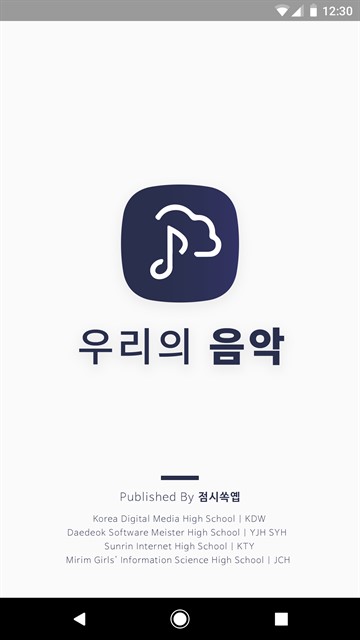 12:30
우리의 음악
Published By 점시쏙앱
Korea Digital Media High School | KDW
Daedeok Software Meister High School | YJH SYH
Sunrin Internet High School | KTY
Mirim Girls´ Information Science High School | JCH